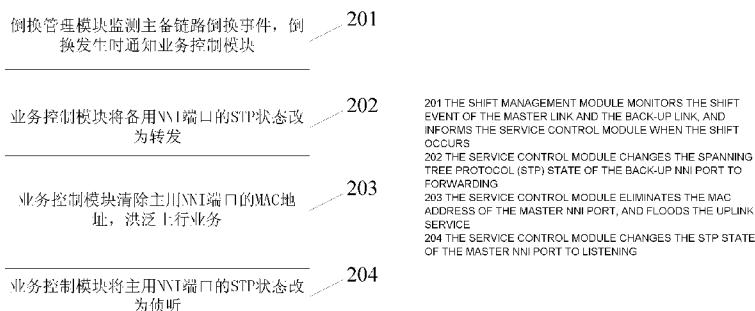 倒换管理模块监测主备链路倒换事件，倒
换发生时通知业务控制模块
201
业务控制模块将备用NNI端口的STP状态改
为转发
202
业务控制模块清除主用NNI端口的MAC地
址，洪泛上行业务
203
业务控制模块将主用NNI端口的STP状态改
为侦听
204
201 THE SHIFT MANAGEMENT MODULE MONITORS THE SHIFT
EVENT OF THE MASTER LINK AND THE BACK-UP LINK, AND
INFORMS THE SERVICE CONTROL MODULE WHEN THE SHIFT
OCCURS
202 THE SERVICE CONTROL MODULE CHANGES THE SPANNING
TREE PROTOCOL (STP) STATE OF THE BACK-UP NNI PORT TO
FORWARDING
203 THE SERVICE CONTROL MODULE ELIMINATES THE MAC
ADDRESS OF THE MASTER NNI PORT, AND FLOODS THE UPLINK
SERVICE
204 THE SERVICE CONTROL MODULE CHANGES THE STP STATE
OF THE MASTER NNI PORT TO LISTENING